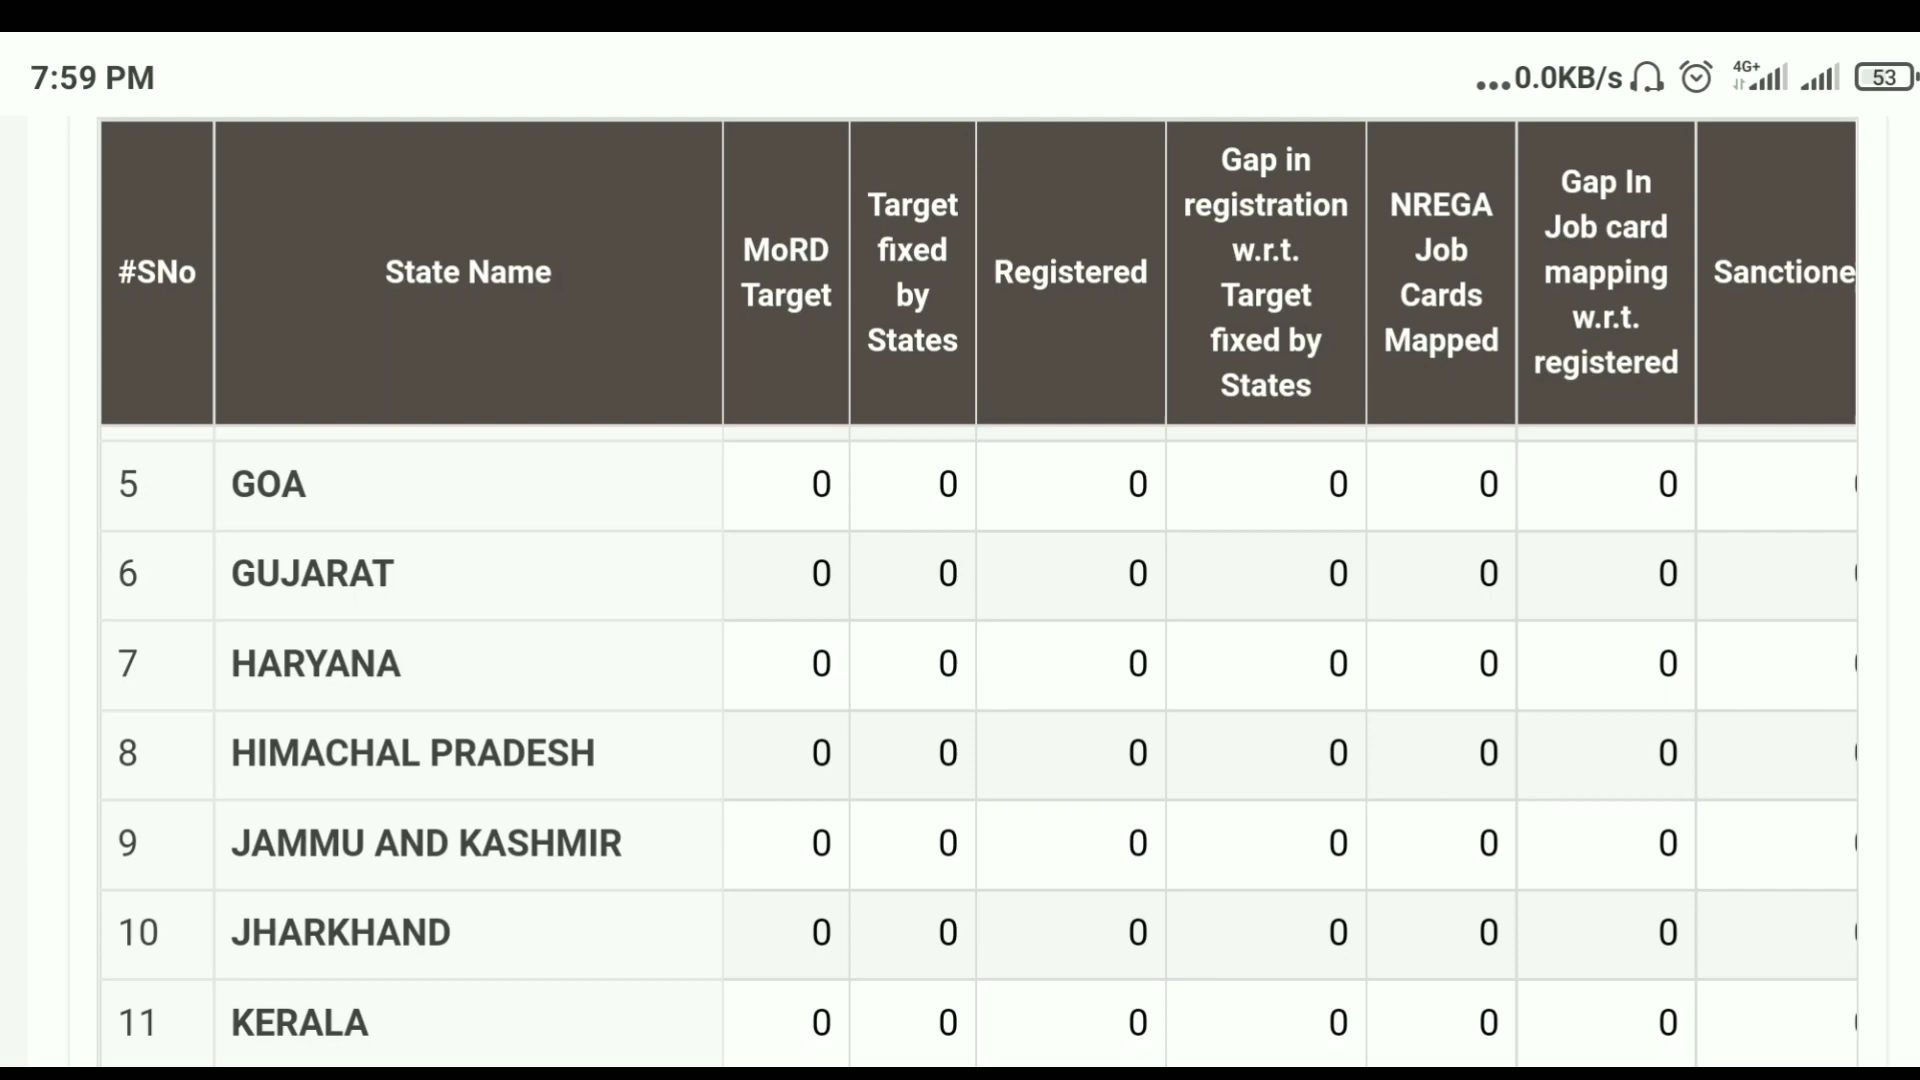 7:59 PM
...0.0KB/s 4G+ 53
#SNo
State Name
MoRD
Target
Target
fixed
by
States
Registered
Gap in
registration
w.r.t.
Target
fixed by
States
NREGA
Job
Cards
Mapped
Gap In
Job card
mapping
w.r.t.
registered
Sanctione
5 GOA 0 0 0 0 0 0
6 GUJARAT 0 0 0 0 0 0
7 HARYANA 0 0 0 0 0 0
8 HIMACHAL PRADESH 0 0 0 0 0 0
9 JAMMU AND KASHMIR 0 0 0 0 0 0
10 JHARKHAND 0 0 0 0 0 0
11 KERALA 0 0 0 0 0 0